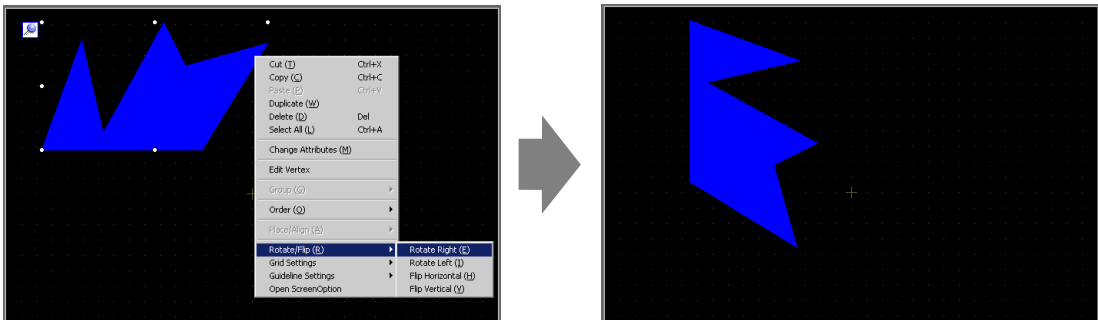 Cut (T) Ctrl+X
Copy (C) Ctrl+C
Paste (P) Ctrl+V
Duplicate (W)
Delete (D) Del
Select All (L) Ctrl+A
Change Attributes (M)
Edit Vertex
Group (G)
Order (O)
Place/Align (A)
Rotate/Flip (R) Rotate Right (E)
Grid Settings Rotate Left (I)
Guideline Settings Flip Horizontal (H)
Open ScreenOption Flip Vertical (V)